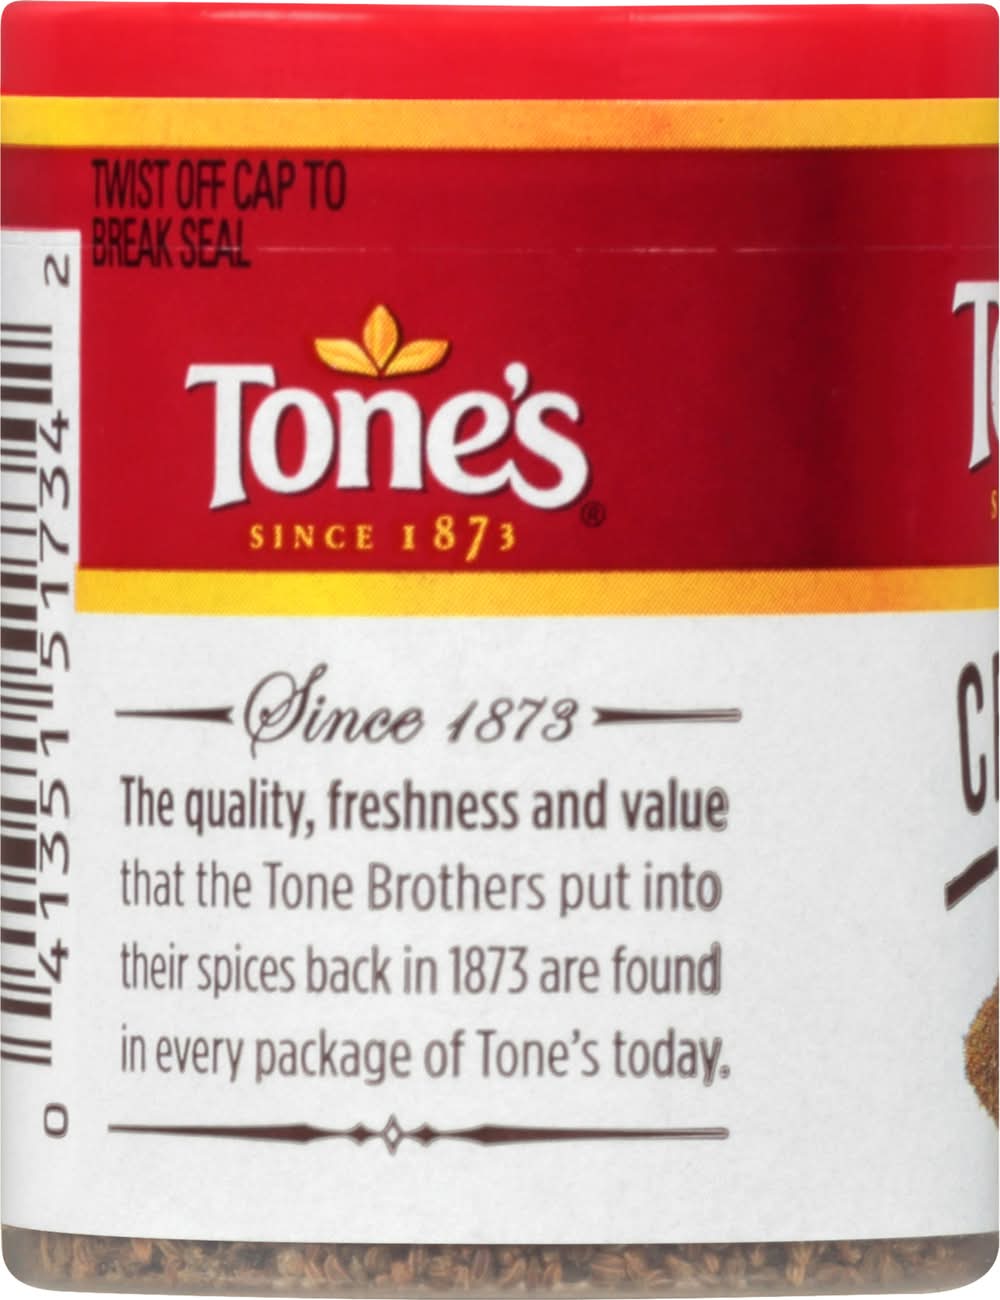 TWIST OFF CAP TO
BREAK SEAL
Tone's®
SINCE 1873
Since 1873
The quality, freshness and value
that the Tone Brothers put into
their spices back in 1873 are found
in every package of Tone's today.
0 41351 51734 2